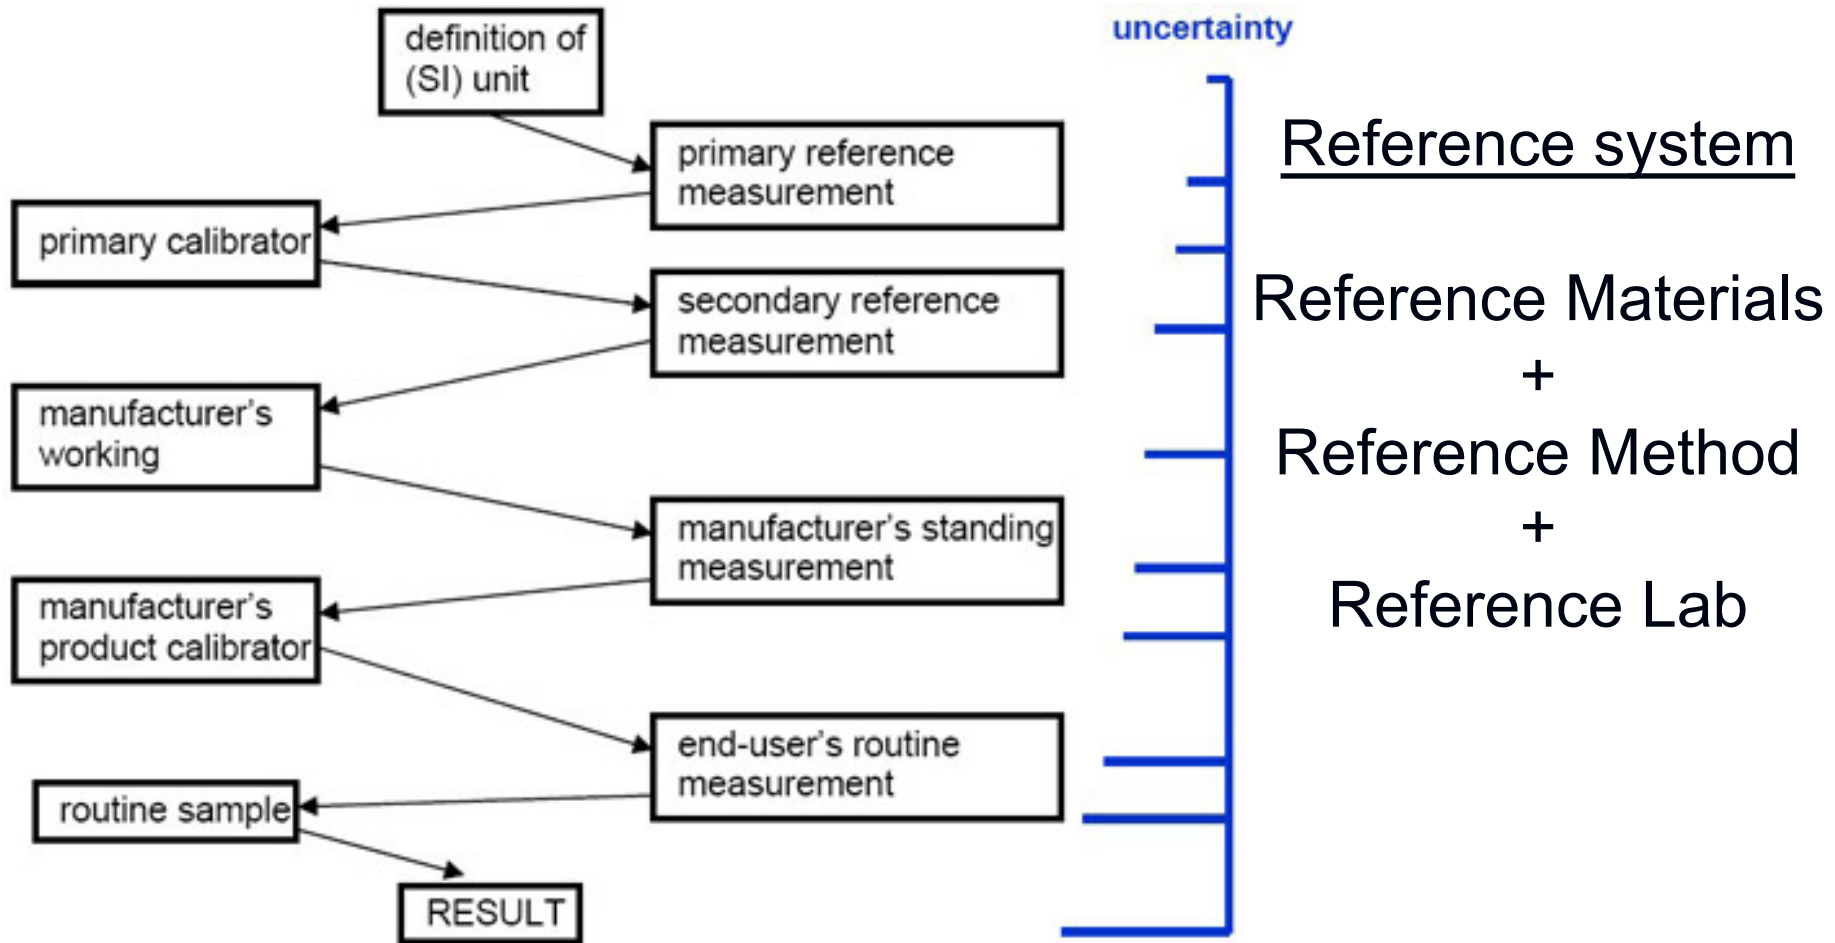 definition of
(SI) unit
primary reference
measurement
primary calibrator
secondary reference
measurement
manufacturer's
working
manufacturer's standing
measurement
manufacturer's
product calibrator
end-user's routine
measurement
routine sample
RESULT
uncertainty
Reference system
Reference Materials
+
Reference Method
+
Reference Lab